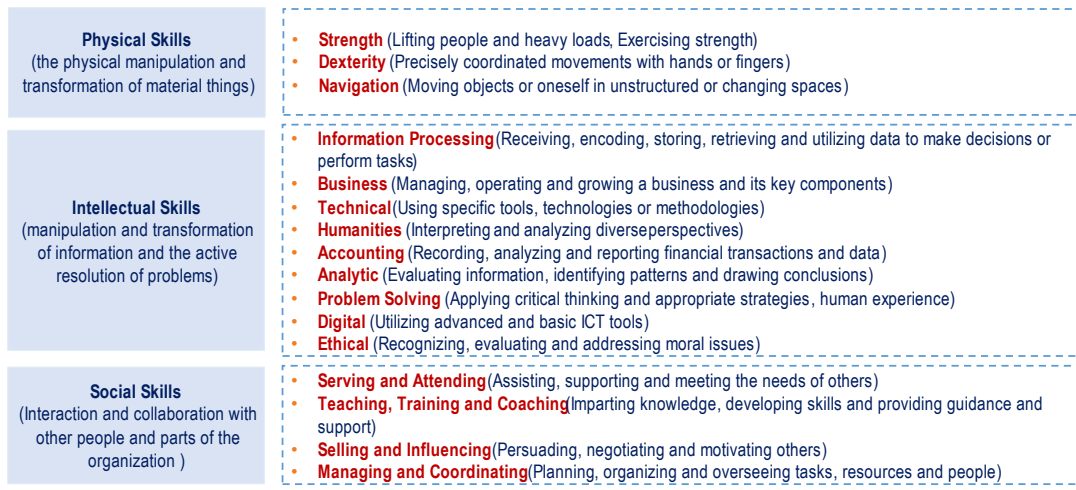 Physical Skills
(the physical manipulation and
transformation of material things)
• Strength (Lifting people and heavy loads, Exercising strength)
• Dexterity (Precisely coordinated movements with hands or fingers)
• Navigation (Moving objects or oneself in unstructured or changing spaces)
Intellectual Skills
(manipulation and transformation
of information and the active
resolution of problems)
• Information Processing (Receiving, encoding, storing, retrieving and utilizing data to make decisions or
perform tasks)
• Business (Managing, operating and growing a business and its key components)
• Technical (Using specific tools, technologies or methodologies)
• Humanities (Interpreting and analyzing diverse perspectives)
• Accounting (Recording, analyzing and reporting financial transactions and data)
• Analytic (Evaluating information, identifying patterns and drawing conclusions)
• Problem Solving (Applying critical thinking and appropriate strategies, human experience)
• Digital (Utilizing advanced and basic ICT tools)
• Ethical (Recognizing, evaluating and addressing moral issues)
Social Skills
(Interaction and collaboration with
other people and parts of the
organization )
• Serving and Attending (Assisting, supporting and meeting the needs of others)
• Teaching, Training and Coaching (Imparting knowledge, developing skills and providing guidance and
support)
• Selling and Influencing (Persuading, negotiating and motivating others)
• Managing and Coordinating (Planning, organizing and overseeing tasks, resources and people)